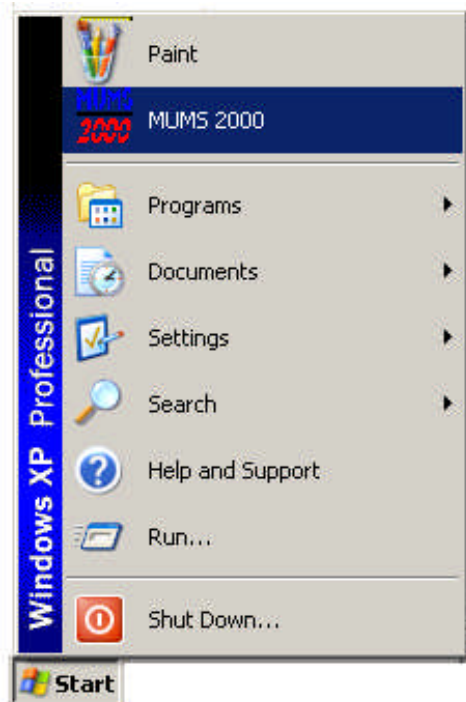 Paint
MUMS
2000
MUMS 2000
Programs
Documents
Settings
Search
Help and Support
Run...
Shut Down...
Windows XP Professional
Start